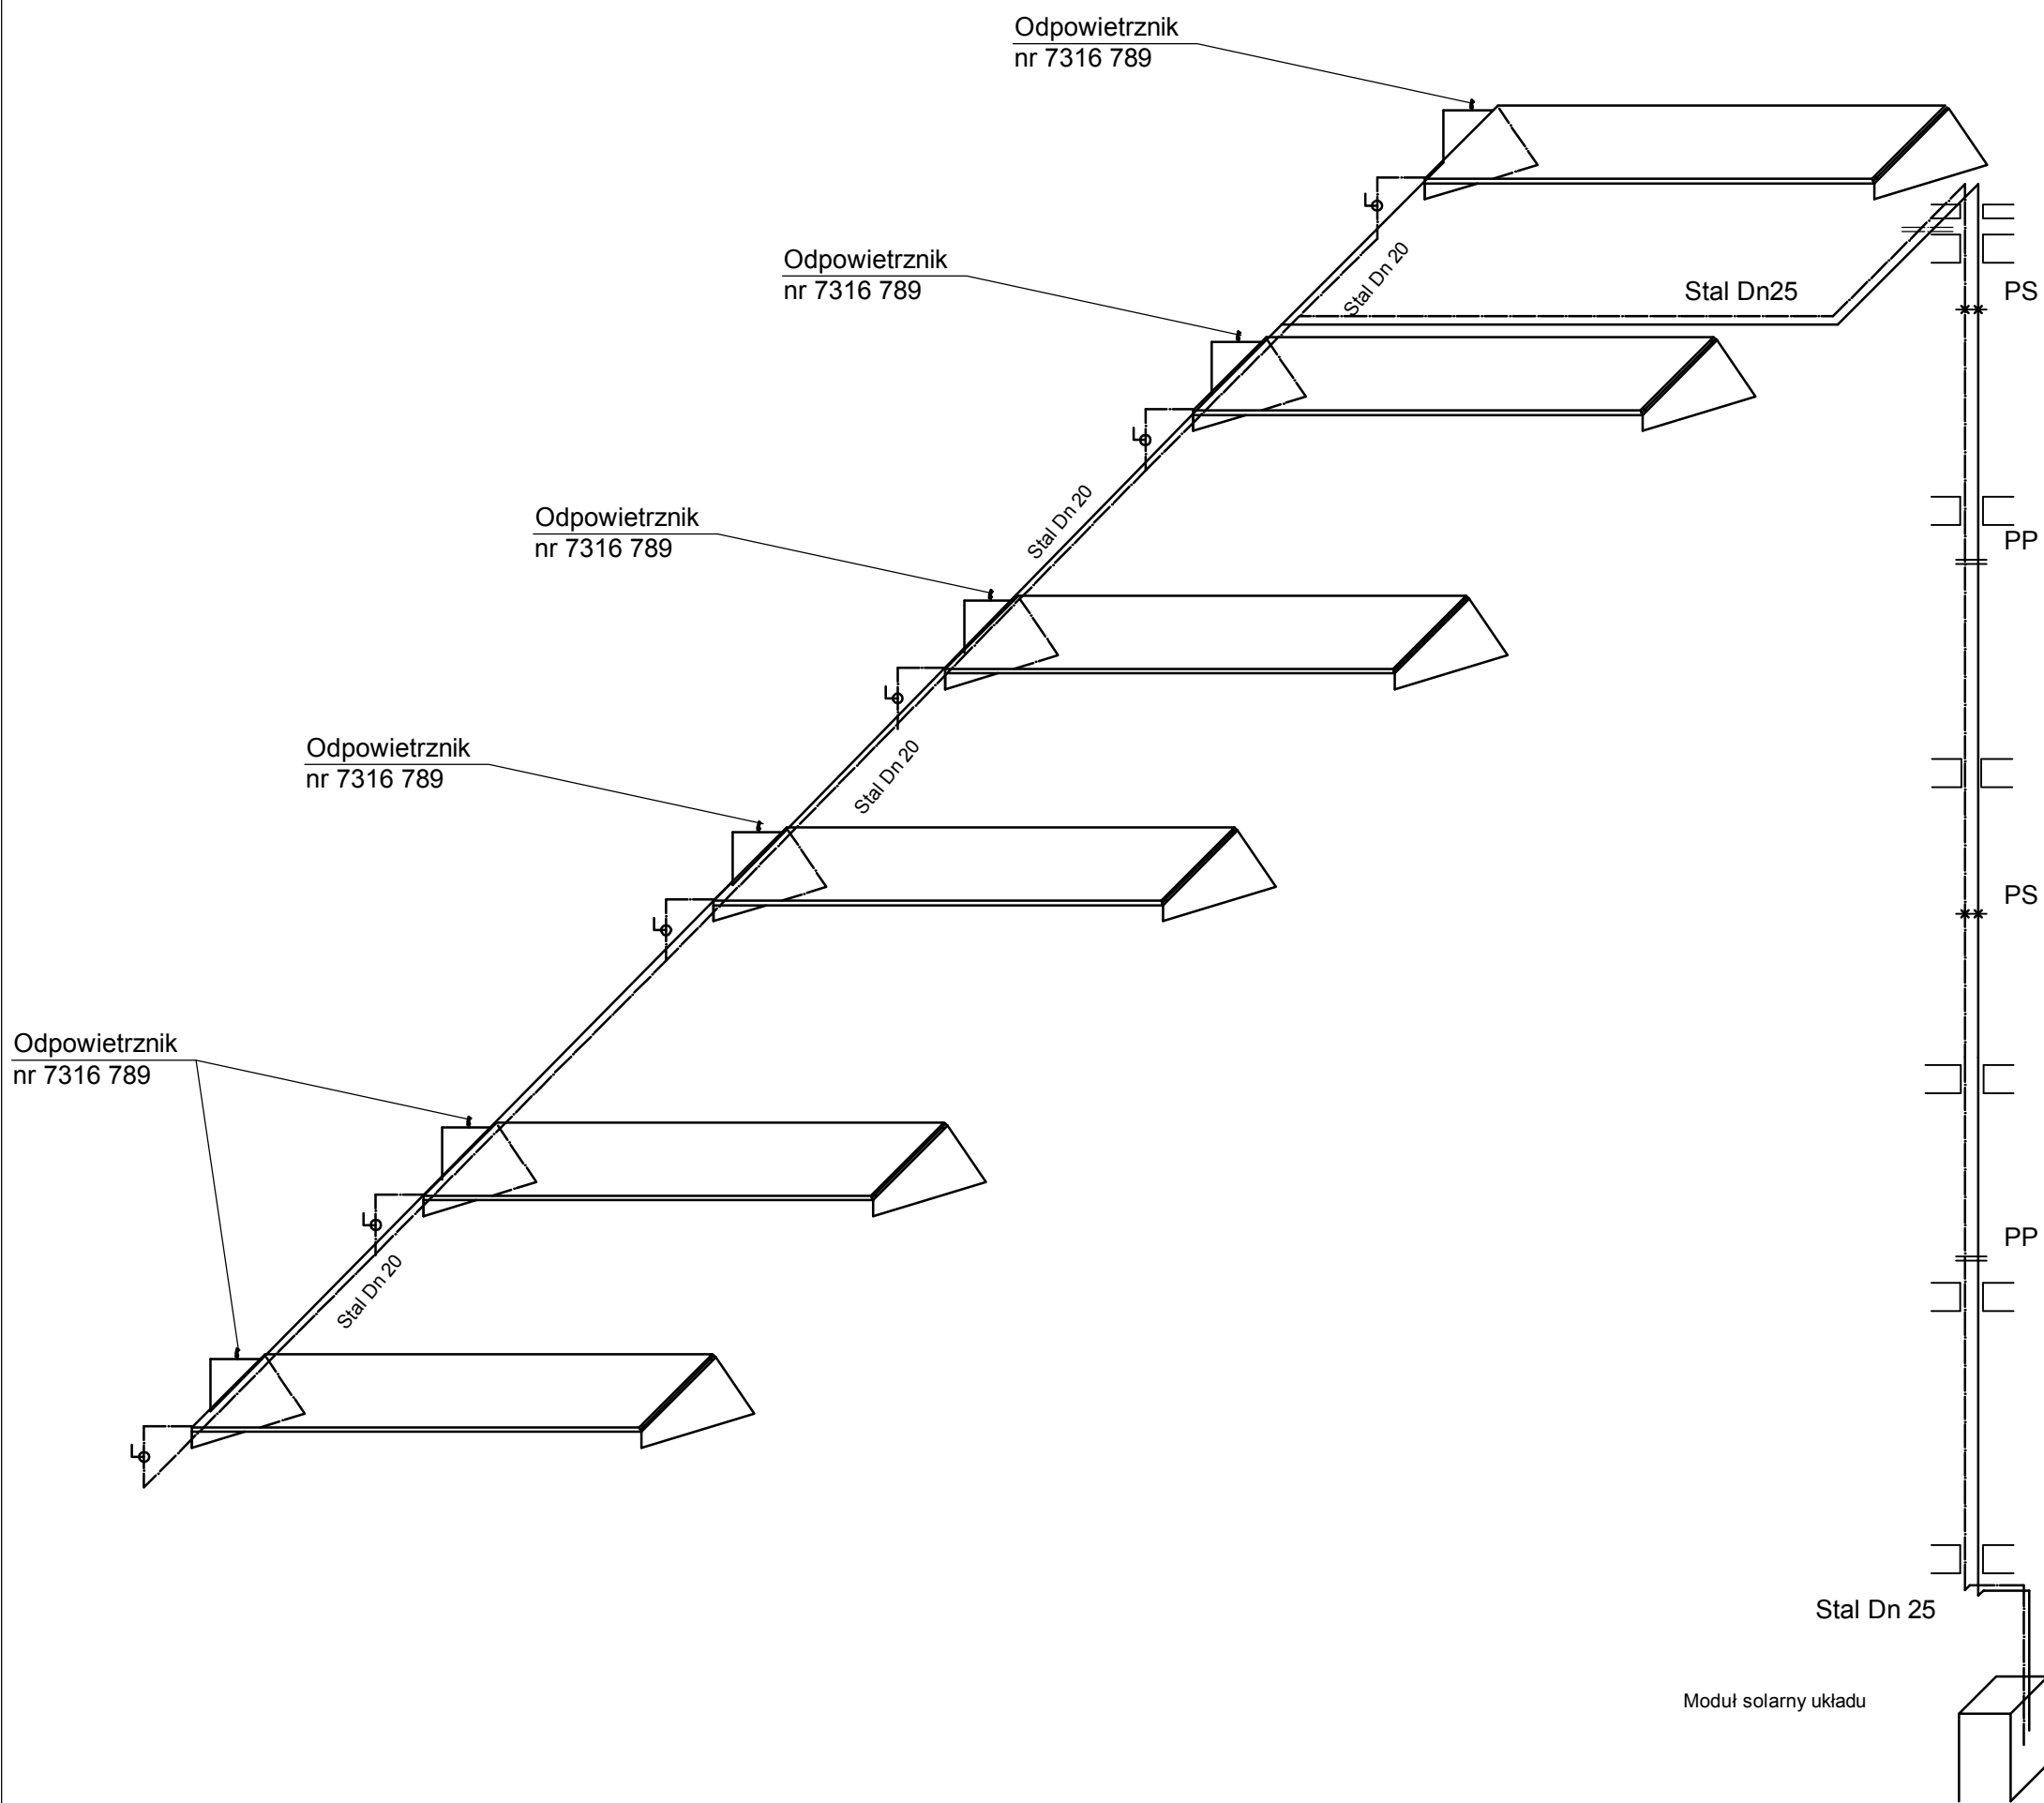 Odpowietrznik
nr 7316 789
Odpowietrznik
nr 7316 789
Stal Dn 20
Stal Dn25
PS
Odpowietrznik
nr 7316 789
Stal Dn 20
PP
Odpowietrznik
nr 7316 789
Stal Dn 20
PS
Odpowietrznik
nr 7316 789
Stal Dn 20
PP
Stal Dn 25
Moduł solarny układu